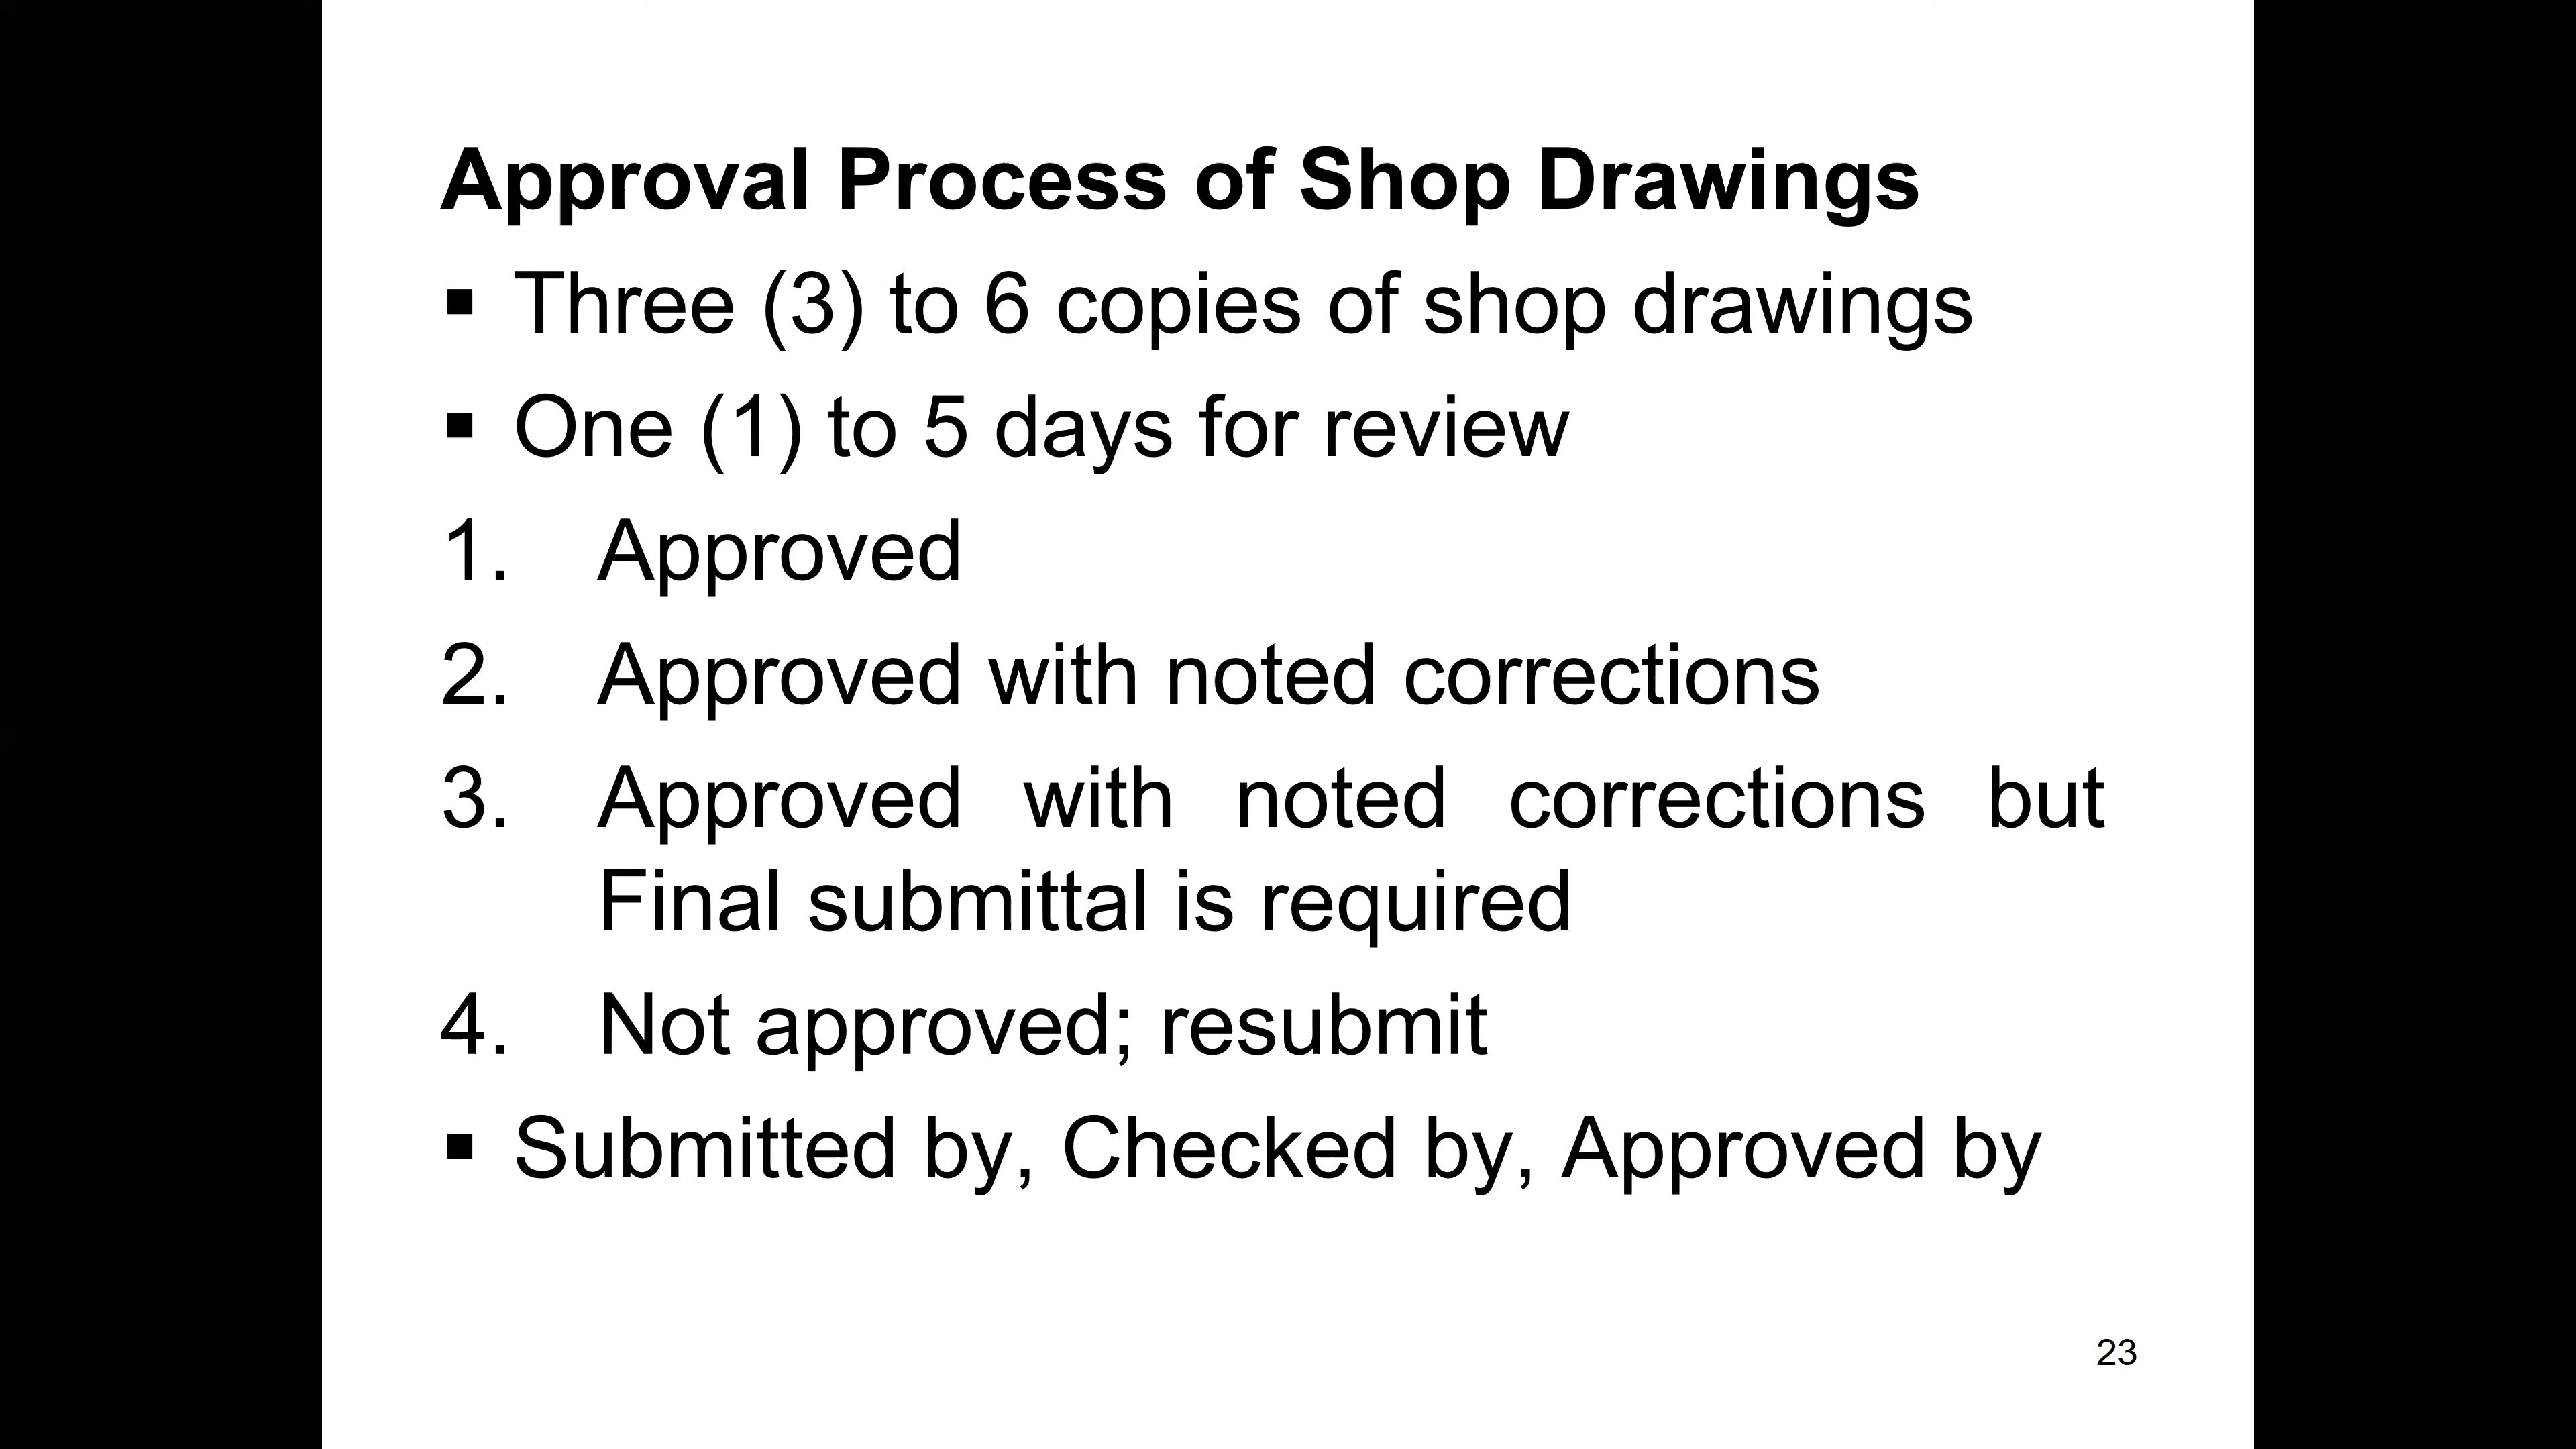 Approval Process of Shop Drawings
▪ Three (3) to 6 copies of shop drawings
▪ One (1) to 5 days for review
1. Approved
2. Approved with noted corrections
3. Approved with noted corrections but
Final submittal is required
4. Not approved; resubmit
▪ Submitted by, Checked by, Approved by
23